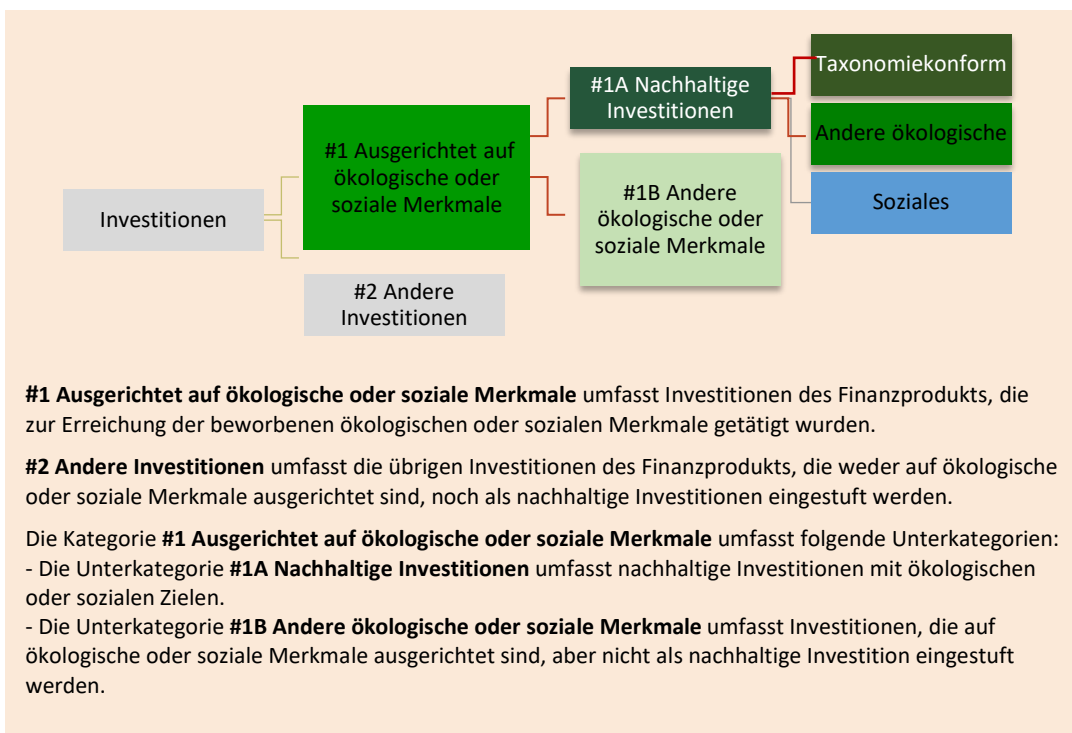 Investitionen
#1 Ausgerichtet auf
ökologische oder
soziale Merkmale
#2 Andere
Investitionen
#1A Nachhaltige
Investitionen
#1B Andere
ökologische oder
soziale Merkmale
Taxonomiekonform
Andere ökologische
Soziales
#1 Ausgerichtet auf ökologische oder soziale Merkmale umfasst Investitionen des Finanzprodukts, die
zur Erreichung der beworbenen ökologischen oder sozialen Merkmale getätigt wurden.
#2 Andere Investitionen umfasst die übrigen Investitionen des Finanzprodukts, die weder auf ökologische
oder soziale Merkmale ausgerichtet sind, noch als nachhaltige Investitionen eingestuft werden.
Die Kategorie #1 Ausgerichtet auf ökologische oder soziale Merkmale umfasst folgende Unterkategorien:
- Die Unterkategorie #1A Nachhaltige Investitionen umfasst nachhaltige Investitionen mit ökologischen
oder sozialen Zielen.
- Die Unterkategorie #1B Andere ökologische oder soziale Merkmale umfasst Investitionen, die auf
ökologische oder soziale Merkmale ausgerichtet sind, aber nicht als nachhaltige Investition eingestuft
werden.